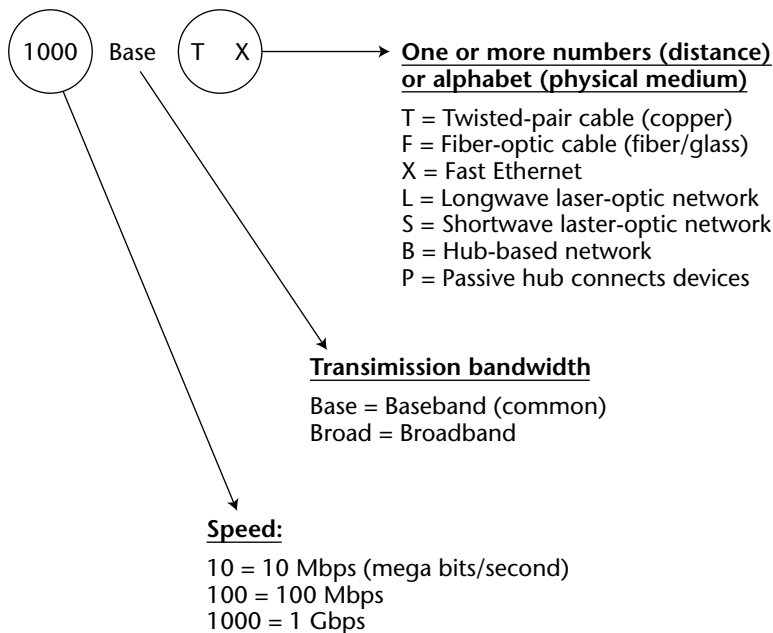 1000 Base T X
One or more numbers (distance)
or alphabet (physical medium)
T = Twisted-pair cable (copper)
F = Fiber-optic cable (fiber/glass)
X = Fast Ethernet
L = Longwave laser-optic network
S = Shortwave laster-optic network
B = Hub-based network
P = Passive hub connects devices
Transimission bandwidth
Base = Baseband (common)
Broad = Broadband
Speed:
10 = 10 Mbps (mega bits/second)
100 = 100 Mbps
1000 = 1 Gbps